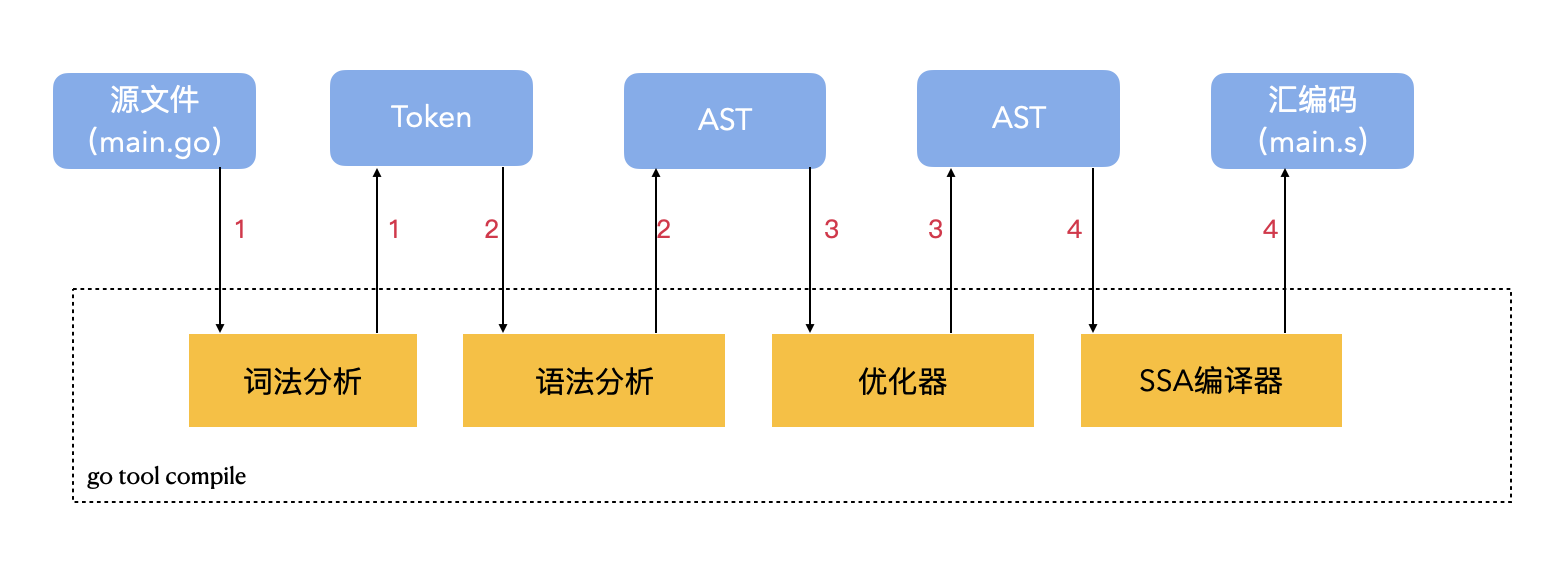 源文件
(main.go)
Token
AST
AST
汇编码
(main.s)
1
1
2
2
3
3
4
4
词法分析
语法分析
优化器
SSA编译器
go tool compile